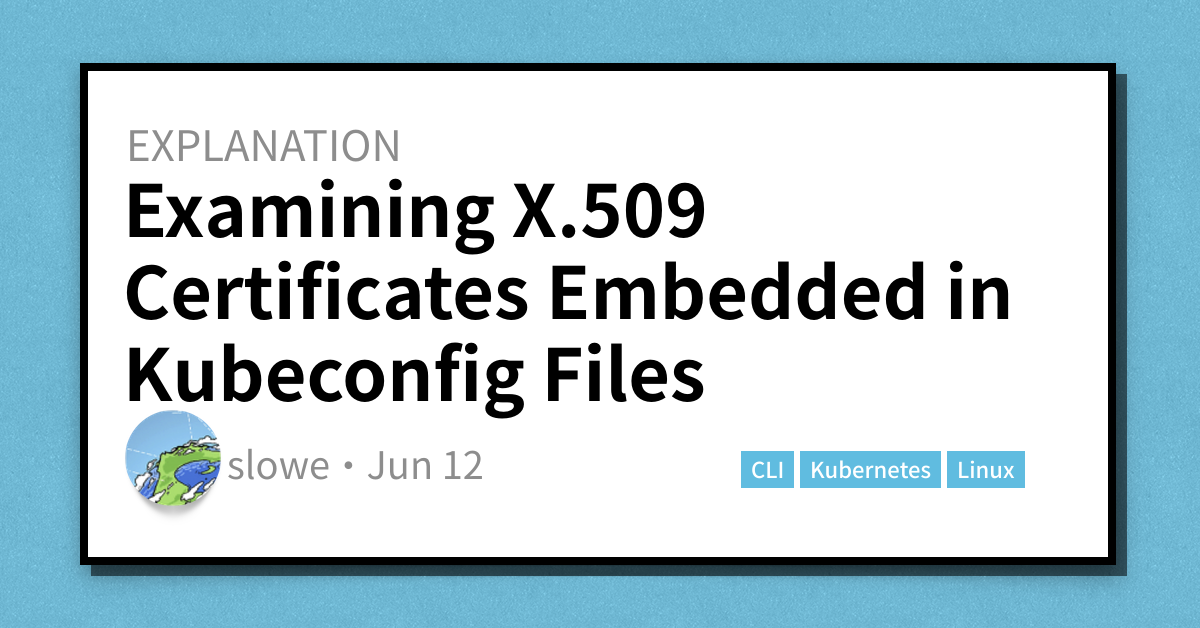 EXPLANATION
Examining X.509
Certificates Embedded in
Kubeconfig Files
slowe • Jun 12
CLI Kubernetes Linux